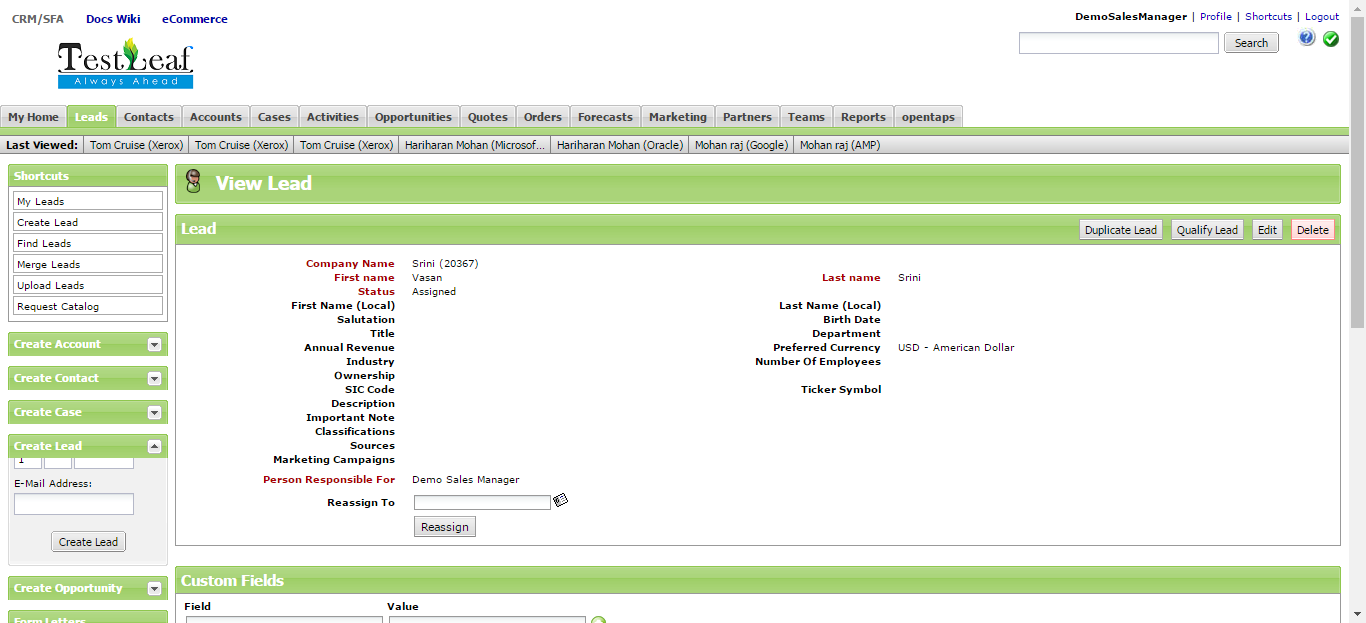 CRM/SFA Docs Wiki eCommerce
DemoSalesManager | Profile | Shortcuts | Logout
TestLeaf
Always Ahead
Search
My Home Leads Contacts Accounts Cases Activities Opportunities Quotes Orders Forecasts Marketing Partners Teams Reports opentaps
Last Viewed: Tom Cruise (Xerox) Tom Cruise (Xerox) Tom Cruise (Xerox) Hariharan Mohan (Microsof... Hariharan Mohan (Oracle) Mohan raj (Google) Mohan raj (AMP)
Shortcuts
My Leads
Create Lead
Find Leads
Merge Leads
Upload Leads
Request Catalog
Create Account
Create Contact
Create Case
Create Lead
1
E-Mail Address:
Create Lead
Create Opportunity
Form Letters
View Lead
Lead
Duplicate Lead Qualify Lead Edit Delete
Company Name Srini (20367)
First name Vasan Last name Srini
Status Assigned
First Name (Local) Last Name (Local)
Salutation Birth Date
Title Department
Annual Revenue Preferred Currency USD - American Dollar
Industry Number Of Employees
Ownership
SIC Code Ticker Symbol
Description
Important Note
Classifications
Sources
Marketing Campaigns
Person Responsible For Demo Sales Manager
Reassign To
Reassign
Custom Fields
Field Value